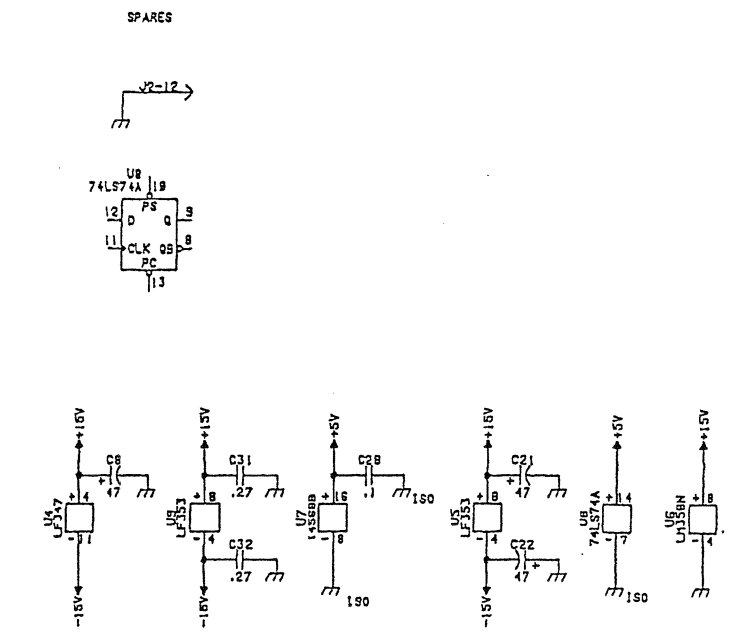 SPARES
J2-12
U8
74LS74A
10
PS
12
D
Q
9
11
CLK
QB
8
PC
13
+15V
C8
+
47
+
4
U4
LF347
-
11
-15V
+15V
C31
.27
+
8
U9
LF353
-
4
C32
.27
-15V
+5V
C28
.1
ISO
+
16
U7
-
8
ISO
+15V
C21
+
47
+
8
U5
LF353
-
4
C22
47
+
-15V
+5V
+
14
U8
74LS74A
-
7
ISO
+15V
+
8
U6
LM358N
-
4